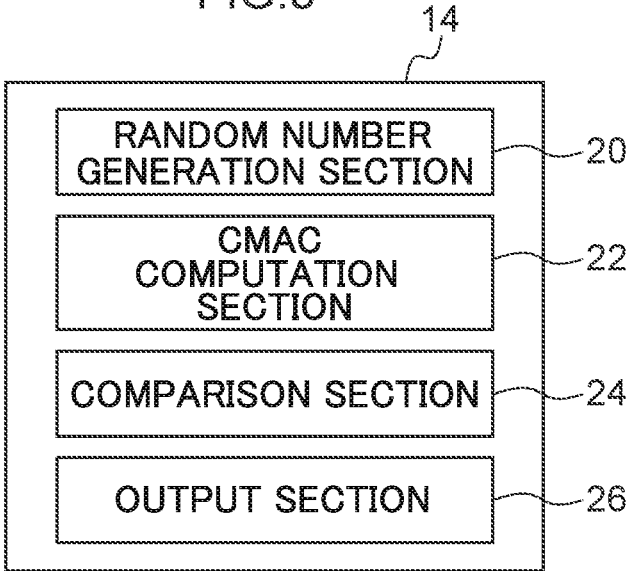 14
RANDOM NUMBER
GENERATION SECTION
20
CMAC
COMPUTATION
SECTION
22
COMPARISON SECTION
24
OUTPUT SECTION
26